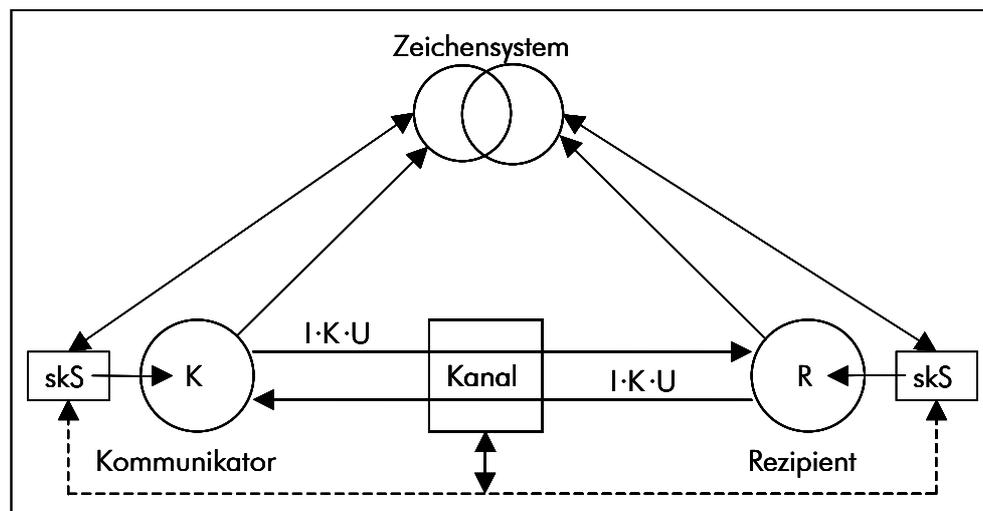 Zeichensystem
I·K·U
skS
K
Kanal
I·K·U
R
skS
Kommunikator
Rezipient